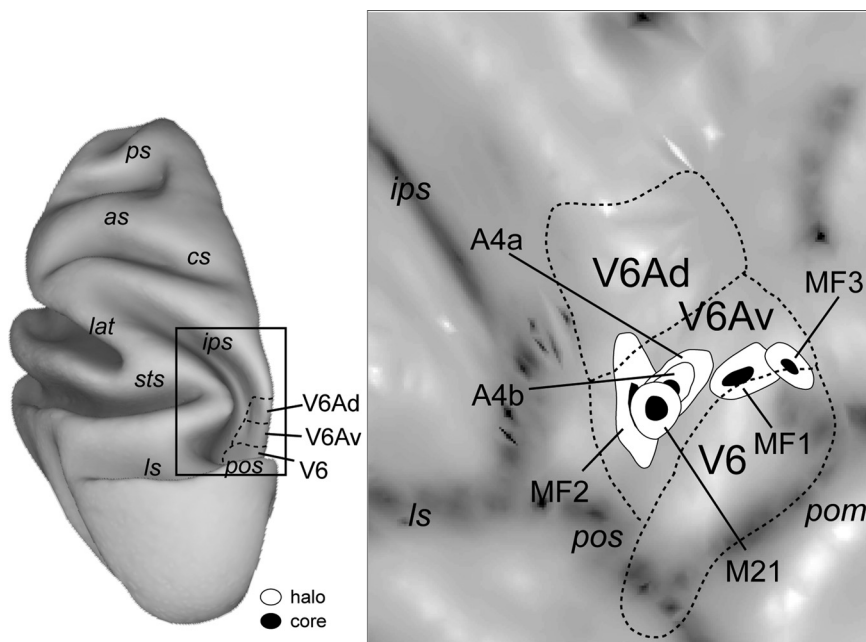 ps
as
cs
lat
ips
sts
V6Ad
V6Av
V6
ls
pos
halo
core
ips
A4a
V6Ad
V6Av
MF3
A4b
MF1
V6
MF2
ls
pos
pom
M21